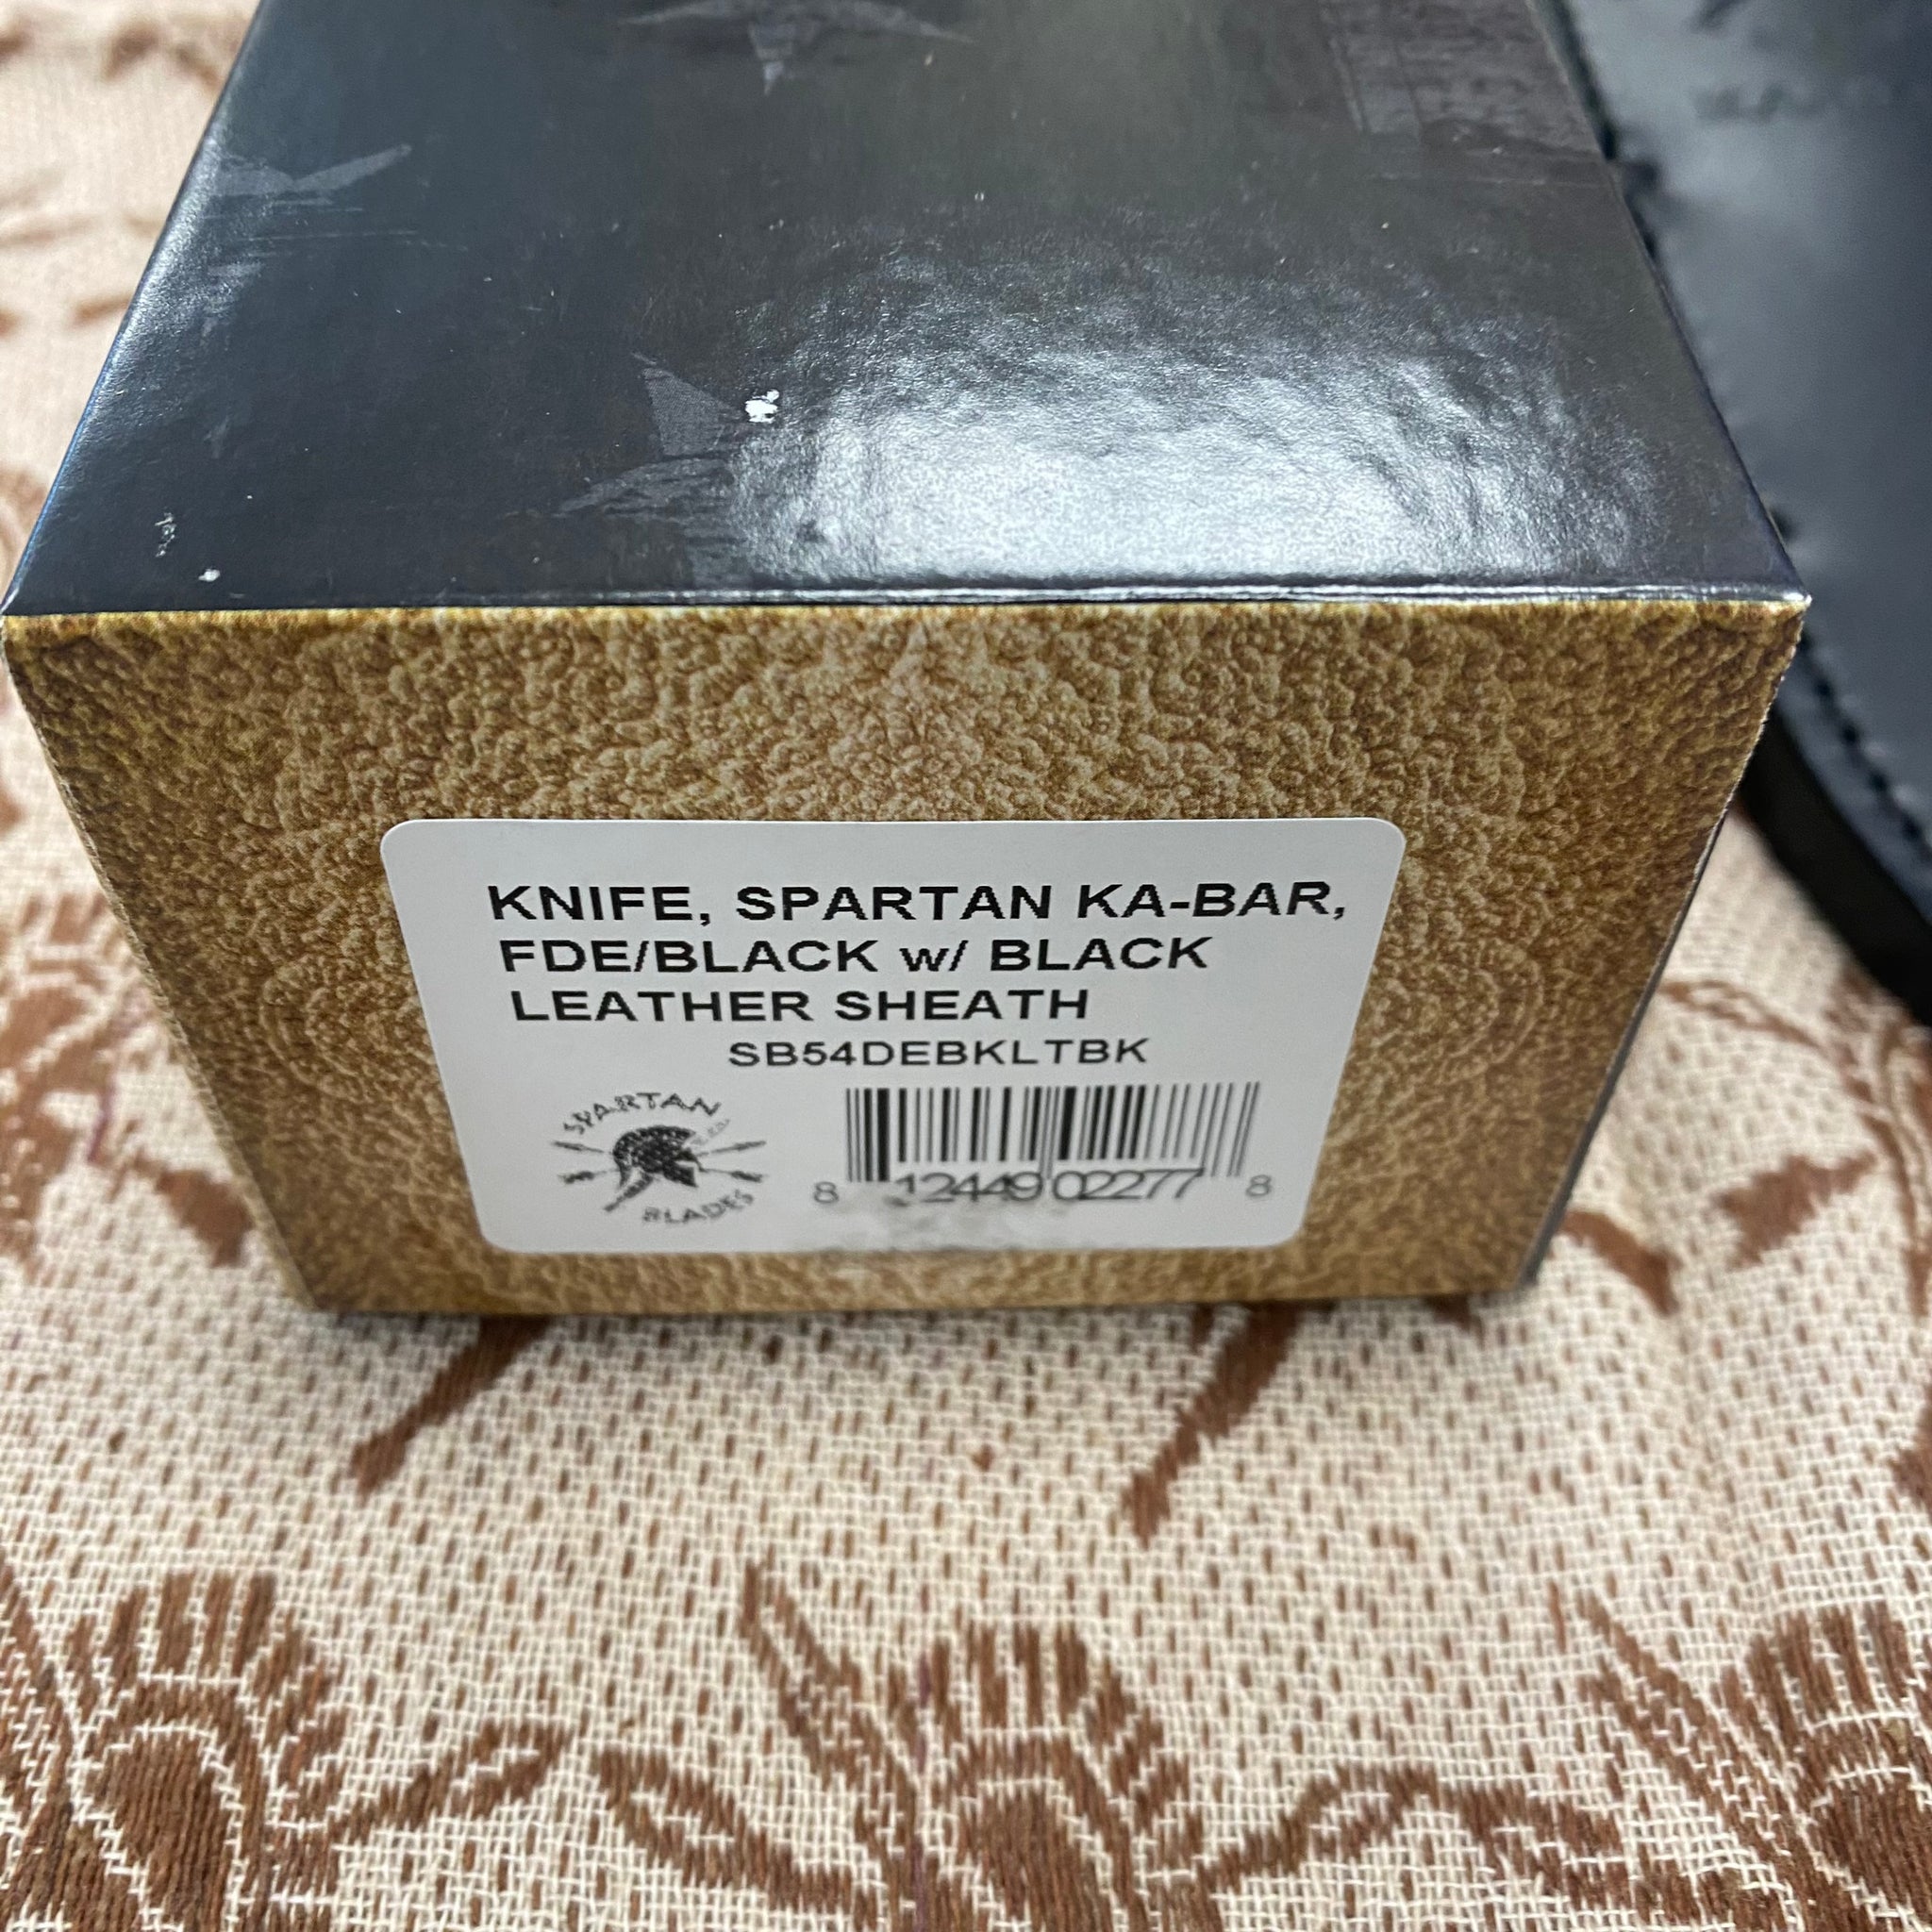 KNIFE, SPARTAN KA-BAR,
FDE/BLACK w/ BLACK
LEATHER SHEATH
SB54DEBKLTBK
SPARTAN
BLADES
8 12449 02277 8